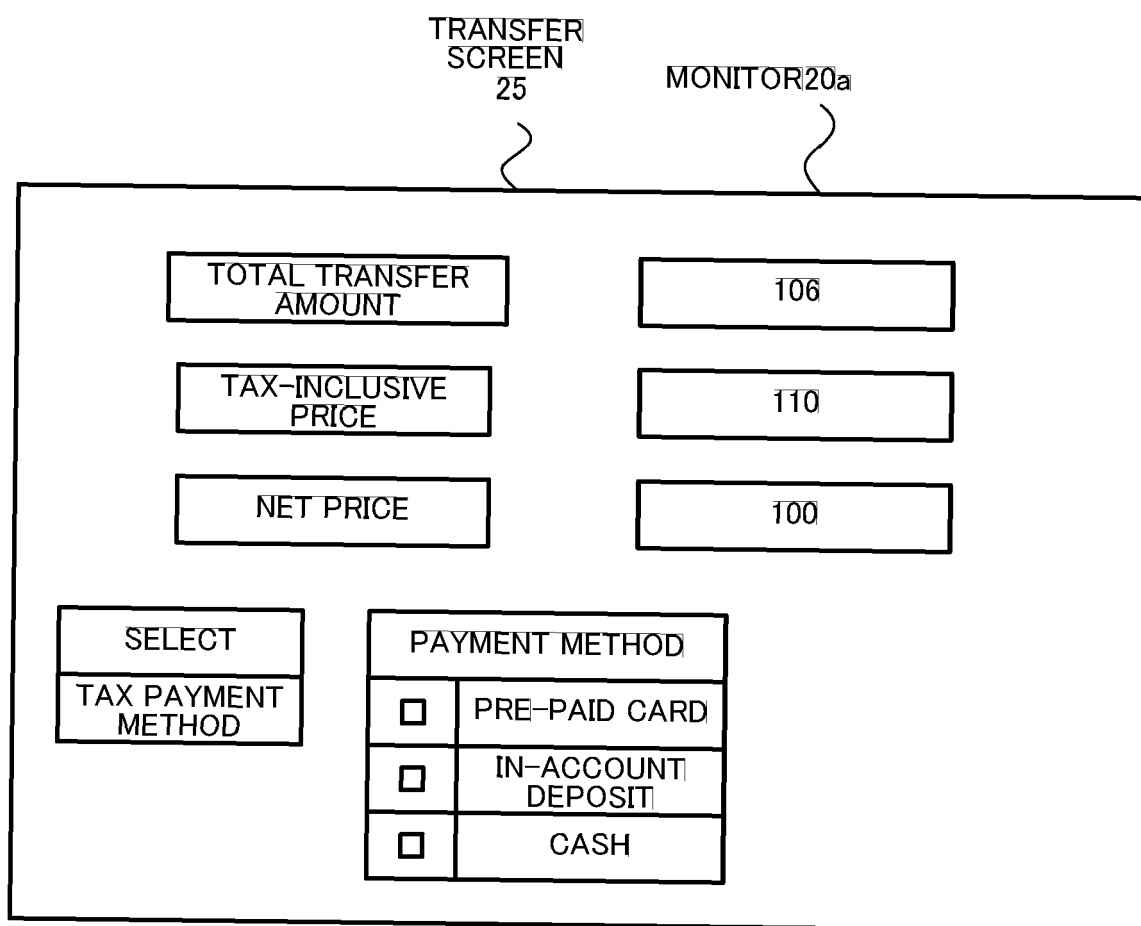 TRANSFER
SCREEN
25
MONITOR20a
TOTAL TRANSFER
AMOUNT
106
TAX-INCLUSIVE
PRICE
110
NET PRICE
100
SELECT
TAX PAYMENT
METHOD
PAYMENT METHOD
PRE-PAID CARD
IN-ACCOUNT
DEPOSIT
CASH